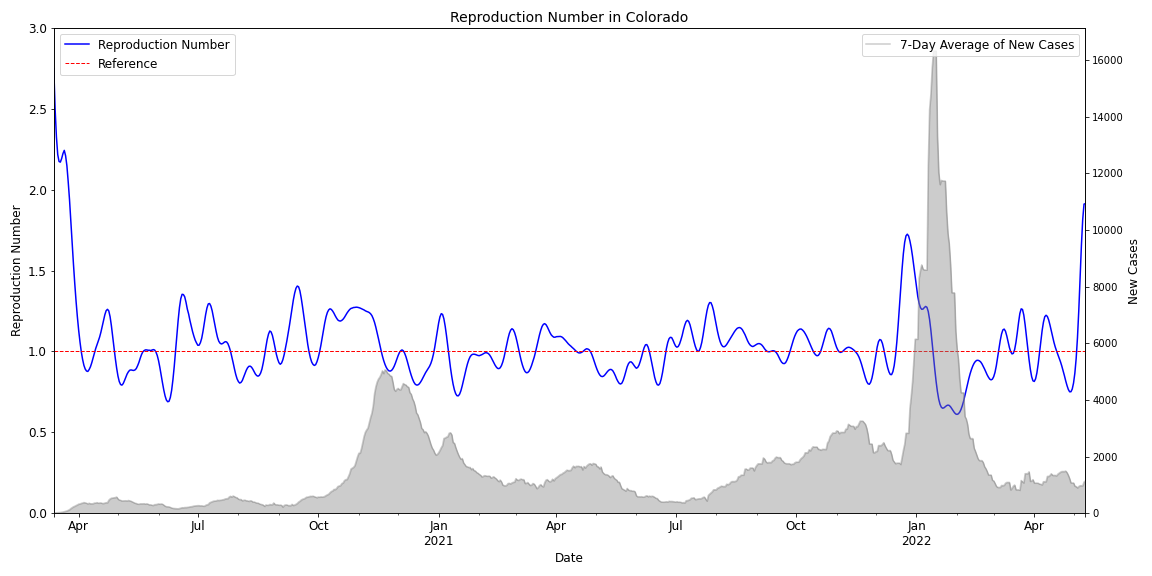 Reproduction Number in Colorado
Reproduction Number
Reference
7-Day Average of New Cases
3.0
2.5
2.0
1.5
1.0
0.5
0.0
Reproduction Number
16000
14000
12000
10000
8000
6000
4000
2000
0
New Cases
Apr
Jul
Oct
Jan
2021
Apr
Jul
Oct
Jan
2022
Apr
Date